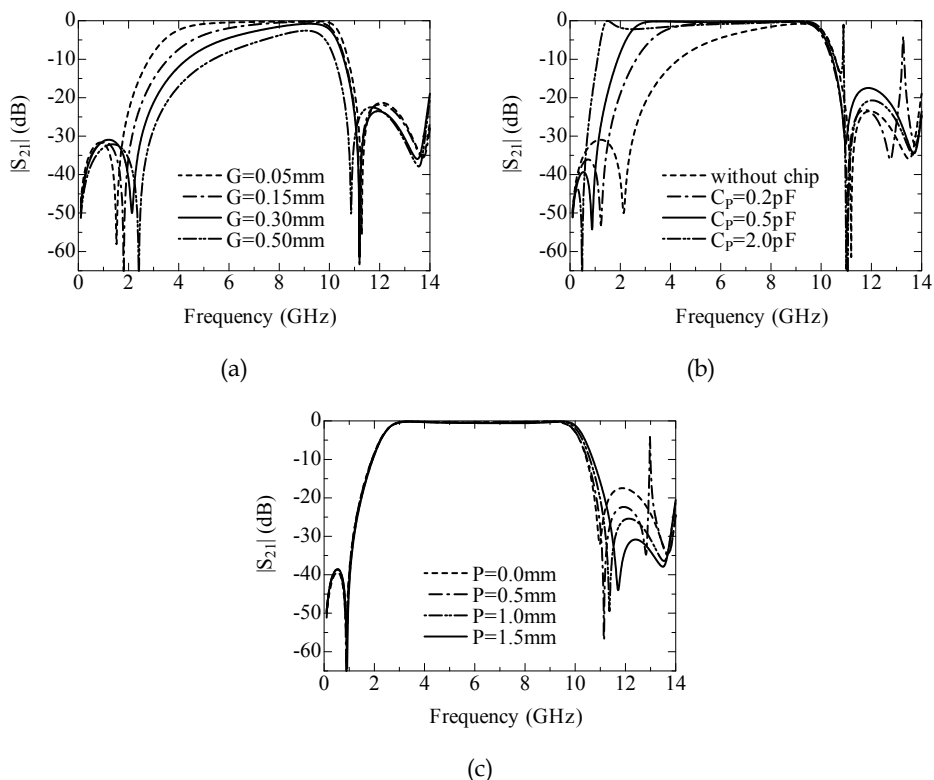 0
-10
-20
-30
-40
-50
-60
|S21| (dB)
G=0.05mm
G=0.15mm
G=0.30mm
G=0.50mm
0 2 4 6 8 10 12 14
Frequency (GHz)
(a)
0
-10
-20
-30
-40
-50
-60
|S21| (dB)
without chip
CP=0.2pF
CP=0.5pF
CP=2.0pF
0 2 4 6 8 10 12 14
Frequency (GHz)
(b)
0
-10
-20
-30
-40
-50
-60
|S21| (dB)
P=0.0mm
P=0.5mm
P=1.0mm
P=1.5mm
0 2 4 6 8 10 12 14
Frequency (GHz)
(c)